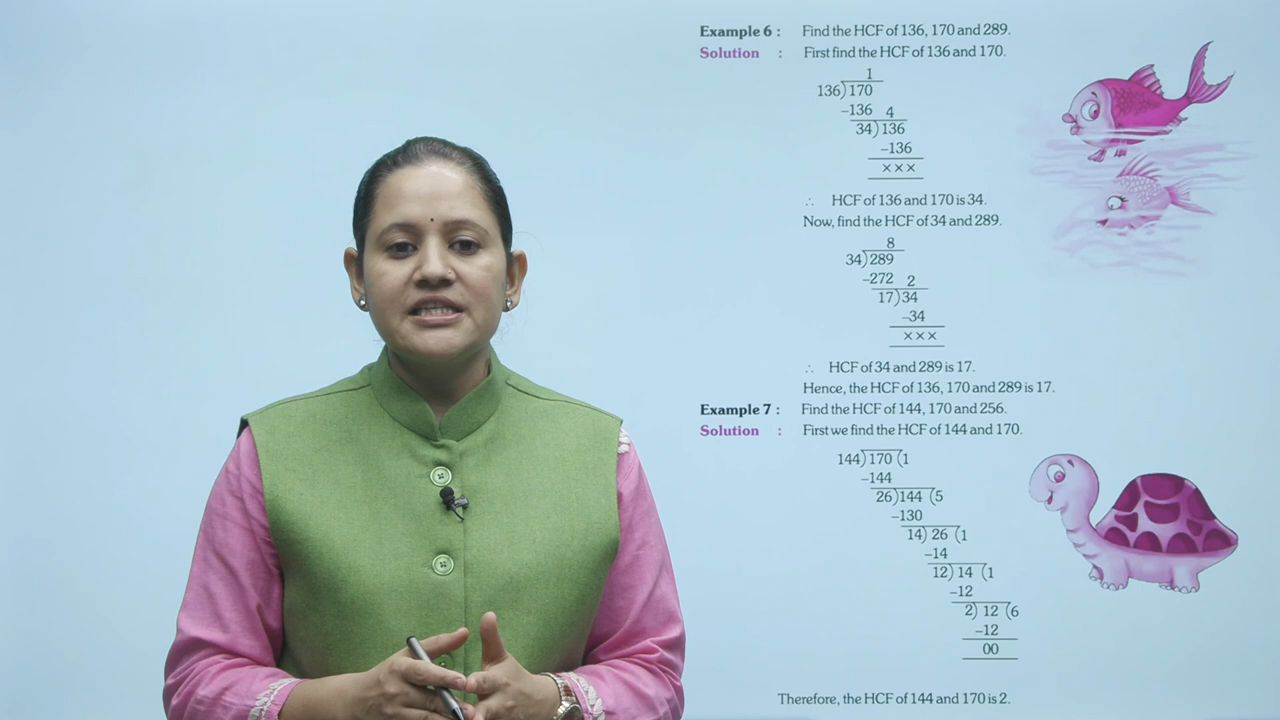 Example 6 : Find the HCF of 136, 170 and 289.
Solution : First find the HCF of 136 and 170.
1
136)170
–136 4
34)136
–136
×××
∴ HCF of 136 and 170 is 34.
Now, find the HCF of 34 and 289.
8
34)289
–272 2
17)34
–34
×××
∴ HCF of 34 and 289 is 17.
Hence, the HCF of 136, 170 and 289 is 17.
Example 7 : Find the HCF of 144, 170 and 256.
Solution : First we find the HCF of 144 and 170.
144)170(1
–144
26)144(5
–130
14)26(1
–14
12)14(1
–12
2)12(6
–12
00
Therefore, the HCF of 144 and 170 is 2.